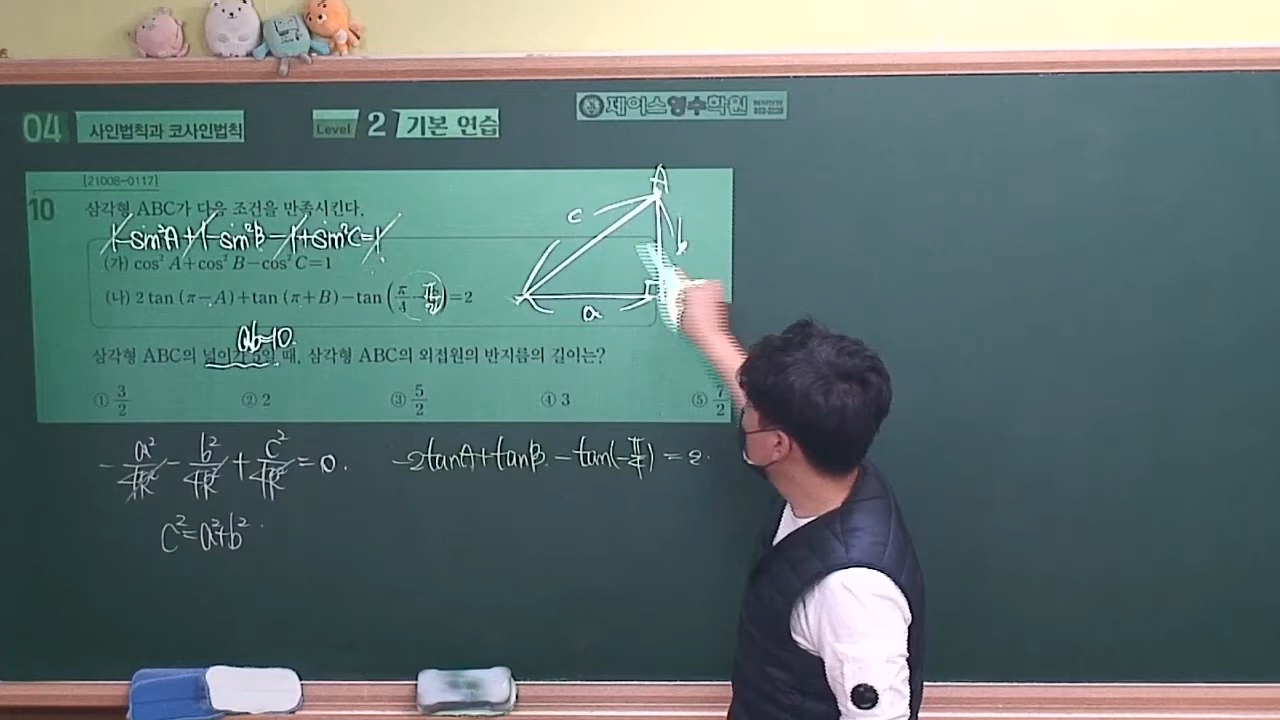 04 사인법칙과 코사인법칙 Level 2 기본 연습
제이스영수학원
[21008-0117]
10 삼각형 ABC가 다음 조건을 만족시킨다.
1-sin²A+1-sin²B-1+sin²C=1
(가) cos² A+cos² B-cos² C=1
(나) 2 tan (π-A)+tan (π+B)-tan (π/4-π/2)=2
ab=10.
삼각형 ABC의 넓이가 5일 때, 삼각형 ABC의 외접원의 반지름의 길이는?
① 3/2 ② 2 ③ 5/2 ④ 3 ⑤ 7/2
A
c
b
a
-a²/4R²-b²/4R²+c²/4R²=0.
c²=a²+b²
-2tanA+tanB-tan(-π/4)=2.